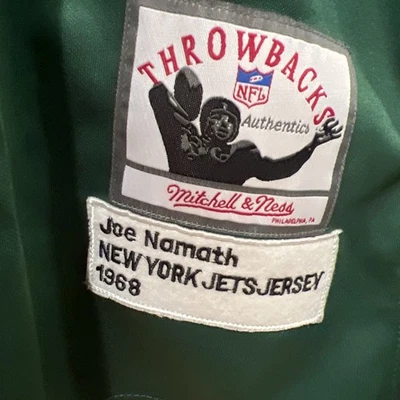 THROWBACKS
NFL
Authentics
Mitchell & Ness
PHILADELPHIA, PA
Joe Namath
NEW YORK JETS JERSEY
1968